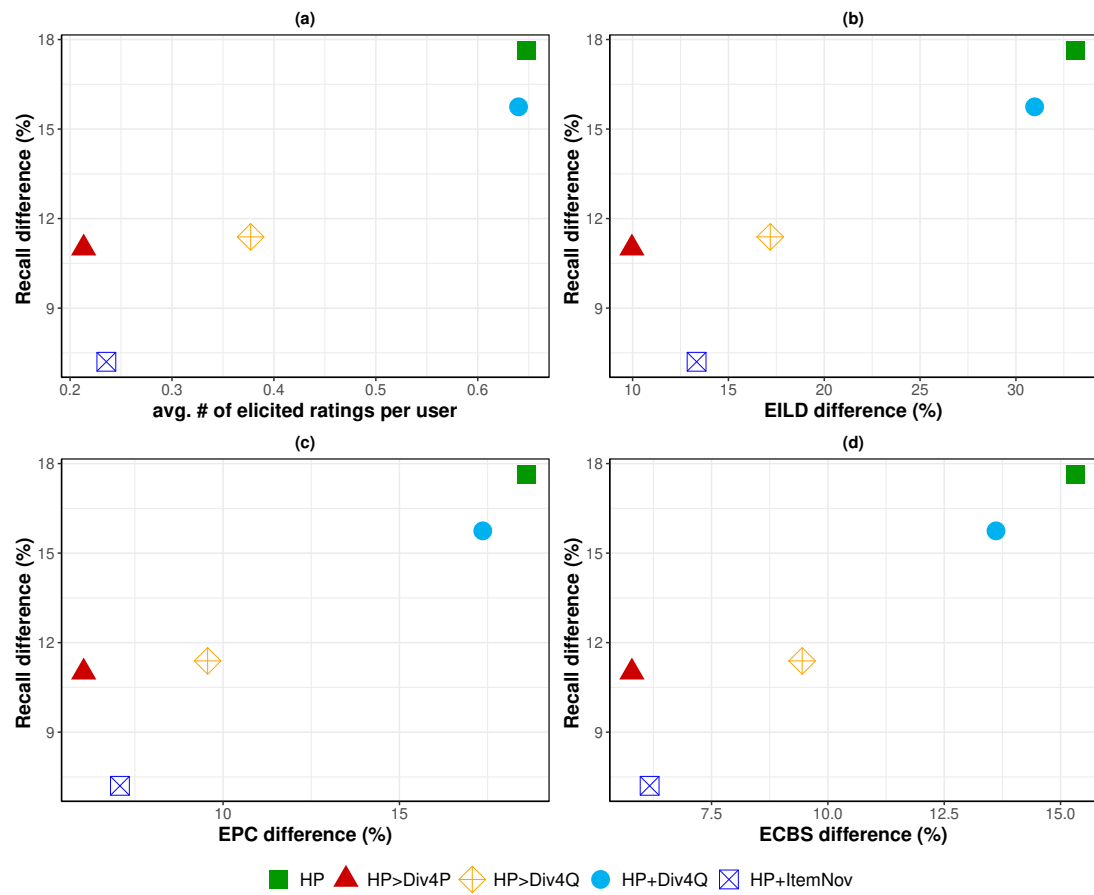 (a)
18
15
12
9
Recall difference (%)
0.2 0.3 0.4 0.5 0.6
avg. # of elicited ratings per user
(b)
18
15
12
9
Recall difference (%)
10 15 20 25 30
EILD difference (%)
(c)
18
15
12
9
Recall difference (%)
10 15
EPC difference (%)
(d)
18
15
12
9
Recall difference (%)
7.5 10.0 12.5 15.0
ECBS difference (%)
HP HP>Div4P HP>Div4Q HP+Div4Q HP+ItemNov